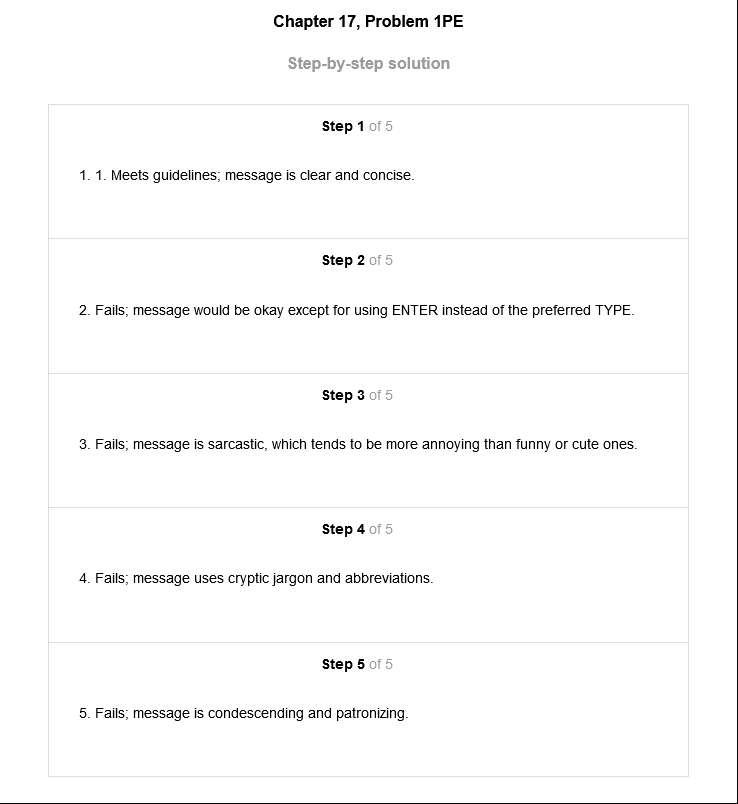 Chapter 17, Problem 1PE
Step-by-step solution
Step 1 of 5
1. 1. Meets guidelines; message is clear and concise.
Step 2 of 5
2. Fails; message would be okay except for using ENTER instead of the preferred TYPE.
Step 3 of 5
3. Fails; message is sarcastic, which tends to be more annoying than funny or cute ones.
Step 4 of 5
4. Fails; message uses cryptic jargon and abbreviations.
Step 5 of 5
5. Fails; message is condescending and patronizing.